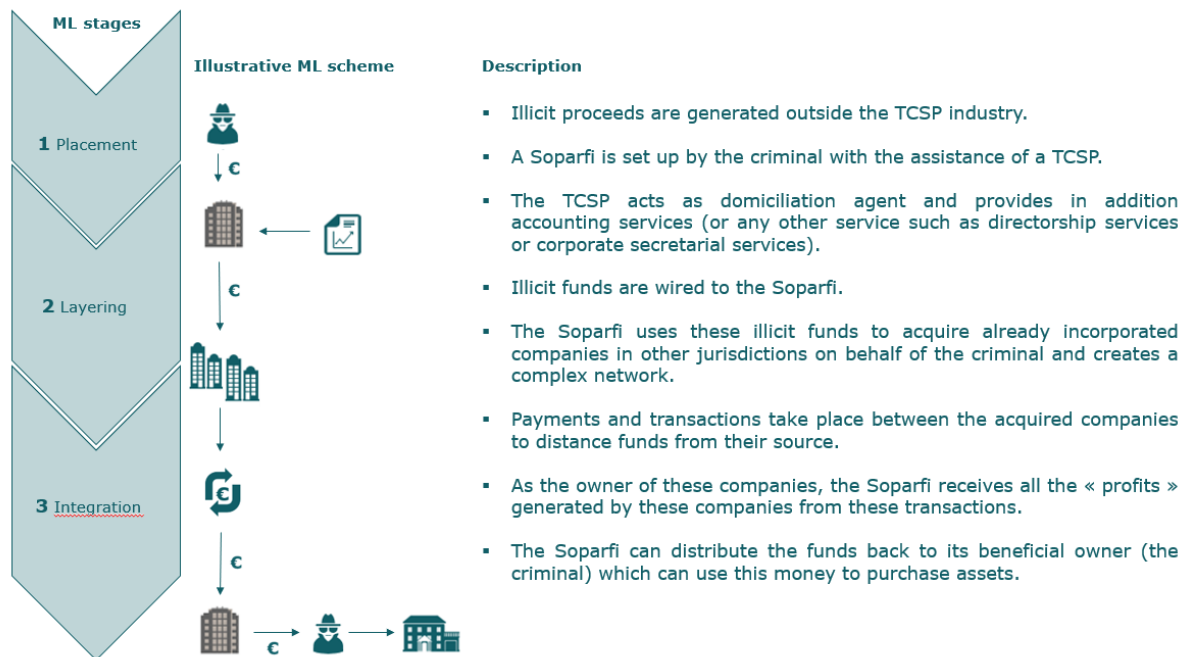 ML stages
Illustrative ML scheme
Description
1 Placement
2 Layering
3 Integration
€
€
€
€
€
▪ Illicit proceeds are generated outside the TCSP industry.
▪ A Soparfi is set up by the criminal with the assistance of a TCSP.
▪ The TCSP acts as domiciliation agent and provides in addition
accounting services (or any other service such as directorship services
or corporate secretarial services).
▪ Illicit funds are wired to the Soparfi.
▪ The Soparfi uses these illicit funds to acquire already incorporated
companies in other jurisdictions on behalf of the criminal and creates a
complex network.
▪ Payments and transactions take place between the acquired companies
to distance funds from their source.
▪ As the owner of these companies, the Soparfi receives all the « profits »
generated by these companies from these transactions.
▪ The Soparfi can distribute the funds back to its beneficial owner (the
criminal) which can use this money to purchase assets.